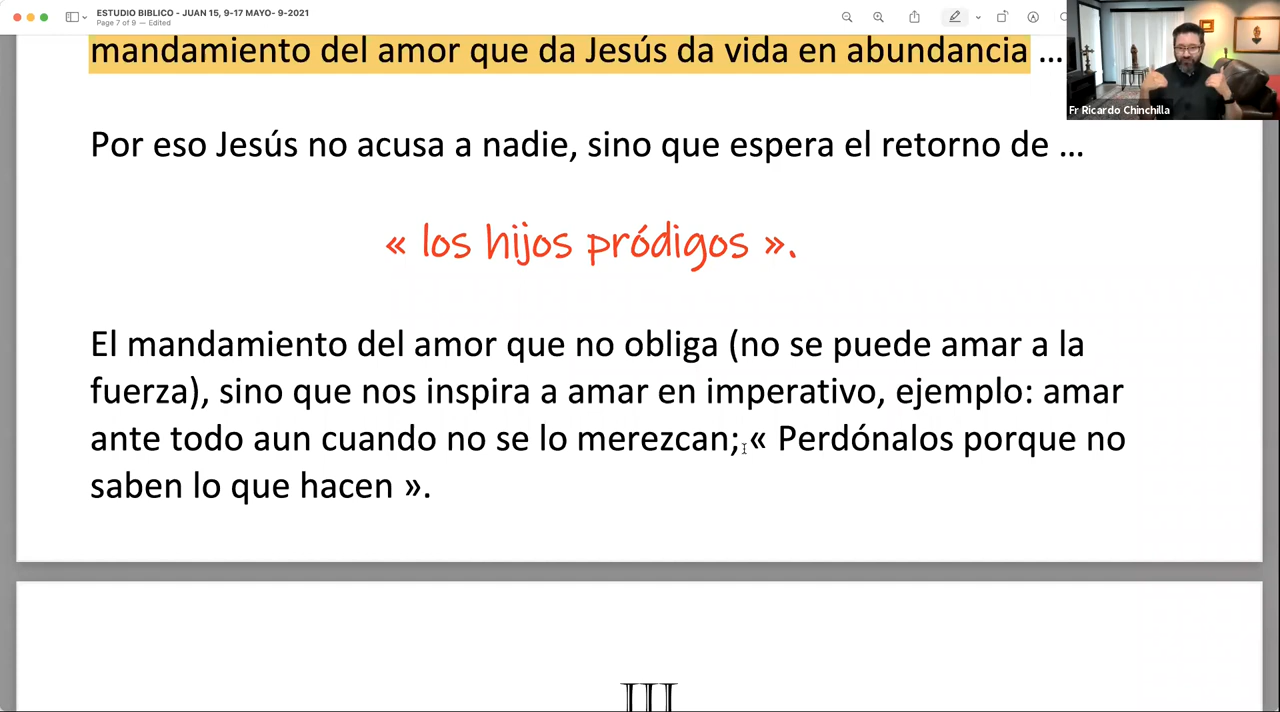 ESTUDIO BIBLICO - JUAN 15, 9-17 MAYO- 9-2021
Page 7 of 9 — Edited
mandamiento del amor que da Jesús da vida en abundancia ...
Fr Ricardo Chinchilla
Por eso Jesús no acusa a nadie, sino que espera el retorno de ...
« los hijos pródigos ».
El mandamiento del amor que no obliga (no se puede amar a la
fuerza), sino que nos inspira a amar en imperativo, ejemplo: amar
ante todo aun cuando no se lo merezcan; « Perdónalos porque no
saben lo que hacen ».
III